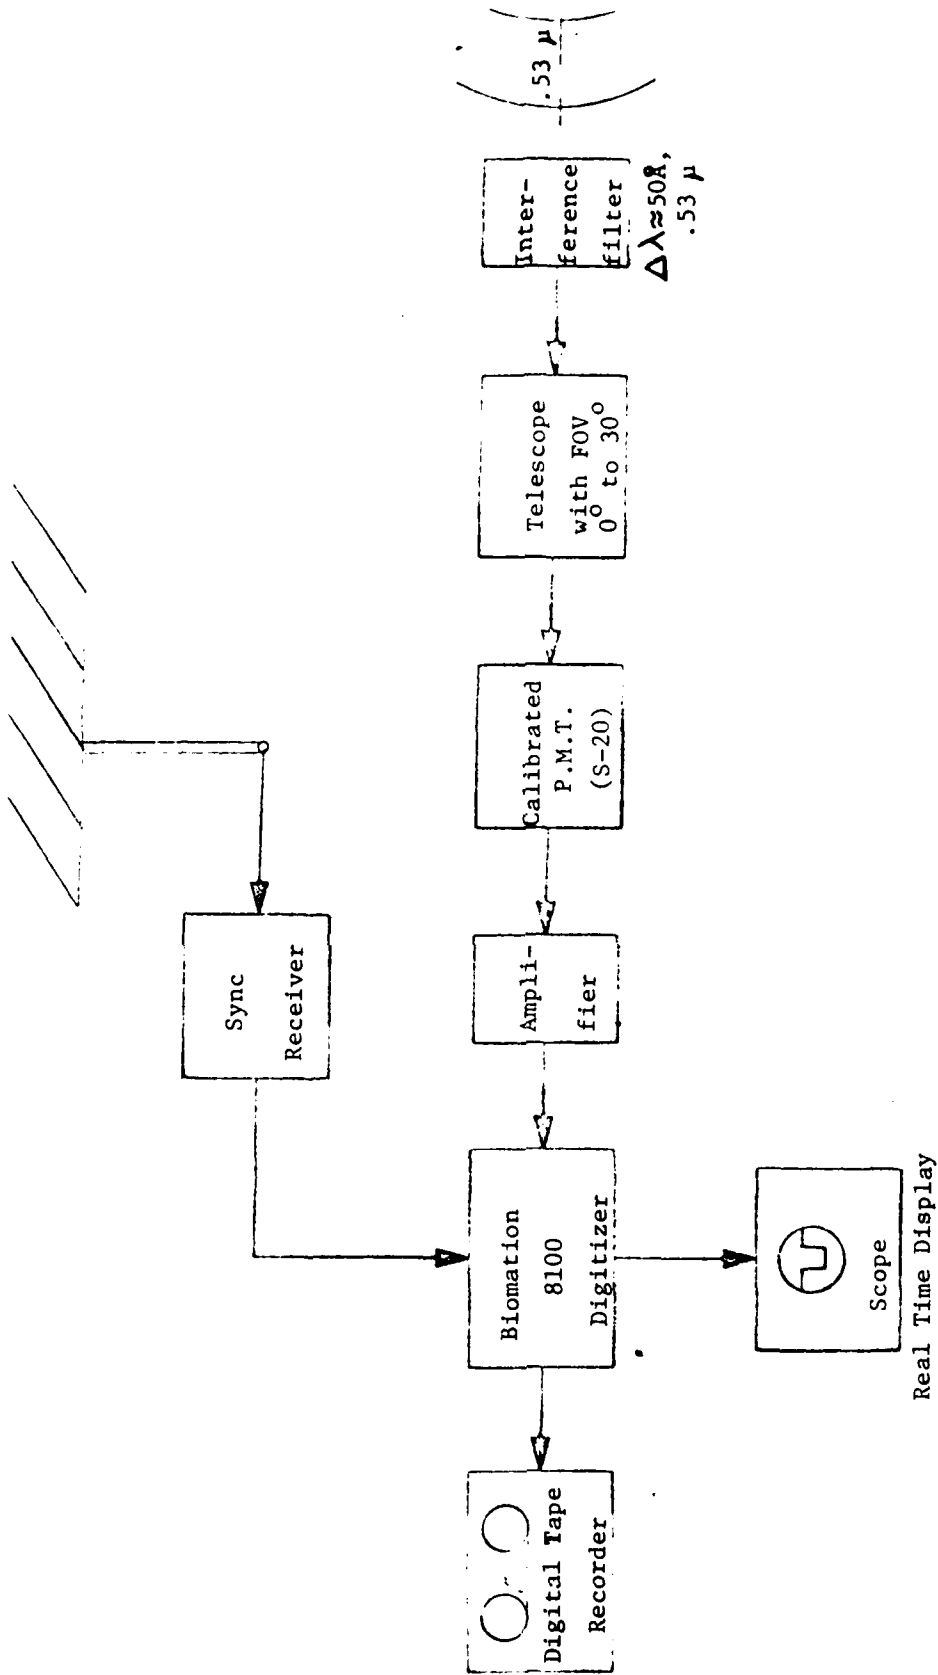 .53 μ
Inter-
ference
filter
Δλ≈50Å,
.53 μ
Telescope
with FOV
0° to 30°
Calibrated
P.M.T.
(S-20)
Ampli-
fier
Sync
Receiver
Biomation
8100
Digitizer
Digital Tape
Recorder
Scope
Real Time Display